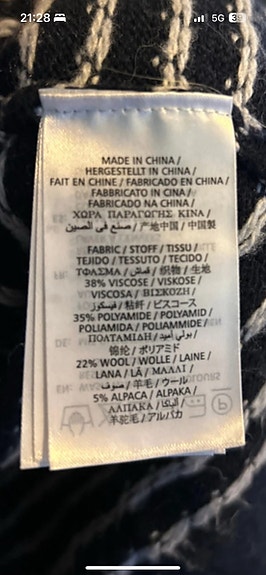 21:28
5G 3
MADE IN CHINA /
HERGESTELLT IN CHINA /
FAIT EN CHINE / FABRICADO EN CHINA /
FABBRICATO IN CINA /
FABRICADO NA CHINA /
ΧΩΡΑ ΠΑΡΑΓΩΓΗΣ ΚΙΝΑ /
صنع في الصين / 产地中国 / 中国製
FABRIC / STOFF / TISSU /
TEJIDO / TESSUTO / TECIDO /
ΥΦΑΣΜΑ / قماش / 织物 / 生地
38% VISCOSE / VISKOSE /
VISCOSA / ΒΙΣΚΟΖΗ /
فيسكوز / 粘纤 / ビスコース
35% POLYAMIDE / POLYAMID /
POLIAMIDA / POLIAMMIDE /
ΠΟΛΥΑΜΙΔΗ / بولي أميد /
锦纶 / ポリアミド
22% WOOL / WOLLE / LAINE /
LANA / LÃ / ΜΑΛΛΙ /
صوف / 羊毛 / ウール
5% ALPACA / ALPAKA /
ΑΛΠΑΚΑ / ألباكا /
羊驼毛 / アルパカ